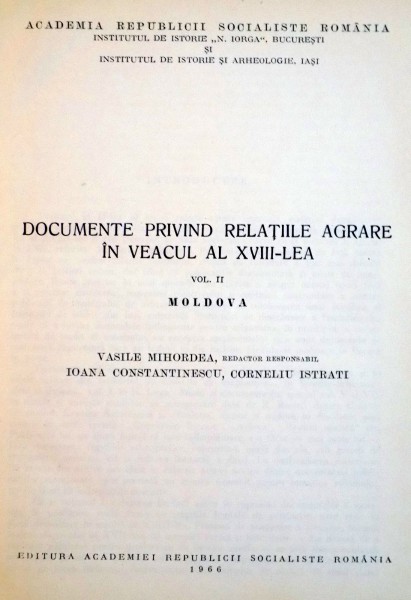 ACADEMIA REPUBLICII SOCIALISTE ROMÂNIA
INSTITUTUL DE ISTORIE „N. IORGA“, BUCUREȘTI
ȘI
INSTITUTUL DE ISTORIE ȘI ARHEOLOGIE, IAȘI
DOCUMENTE PRIVIND RELAȚIILE AGRARE
ÎN VEACUL AL XVIII-LEA
VOL. II
MOLDOVA
VASILE MIHORDEA, REDACTOR RESPONSABIL
IOANA CONSTANTINESCU, CORNELIU ISTRATI
EDITURA ACADEMIEI REPUBLICII SOCIALISTE ROMÂNIA
1966